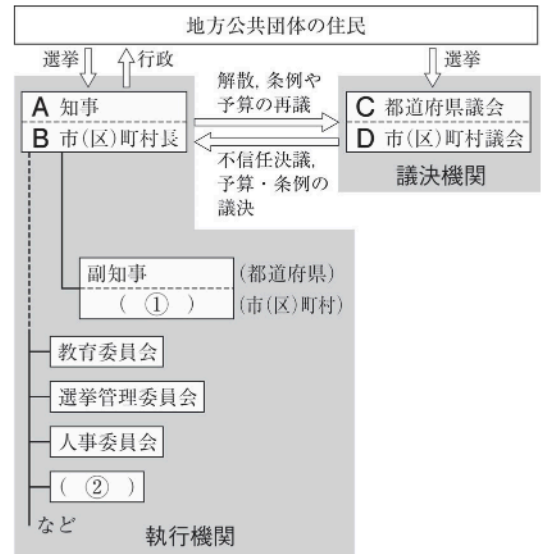 地方公共団体の住民
選挙
行政
選挙
A 知事
B 市(区)町村長
解散, 条例や
予算の再議
不信任決議,
予算・条例の
議決
C 都道府県議会
D 市(区)町村議会
議決機関
副知事
(都道府県)
( ① )
(市(区)町村)
教育委員会
選挙管理委員会
人事委員会
( ② )
など
執行機関